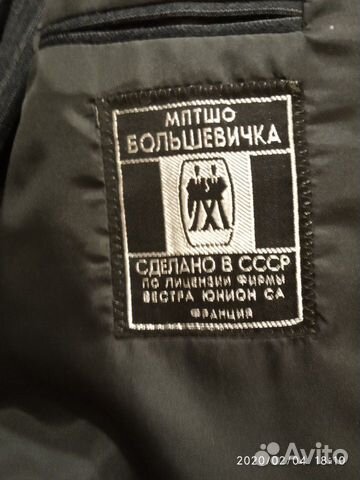 МПТШО
БОЛЬШЕВИЧКА
СДЕЛАНО В СССР
ПО ЛИЦЕНЗИИ ФИРМЫ
ВЕСТРА ЮНИОН СА
ФРАНЦИЯ
2020/02/04 18:10
Avito